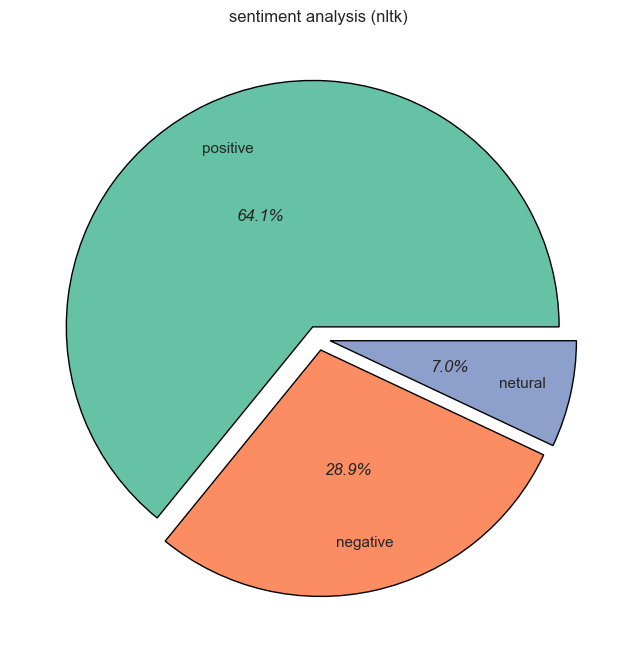 sentiment analysis (nltk)
positive
64.1%
7.0%
netural
28.9%
negative